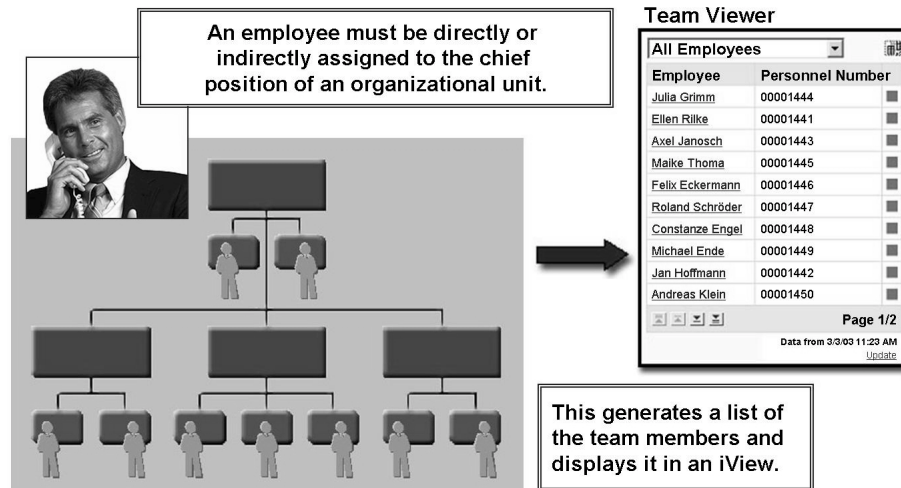 An employee must be directly or
indirectly assigned to the chief
position of an organizational unit.
Team Viewer
All Employees
Employee Personnel Number
Julia Grimm 00001444
Ellen Rilke 00001441
Axel Janosch 00001443
Maike Thoma 00001445
Felix Eckermann 00001446
Roland Schröder 00001447
Constanze Engel 00001448
Michael Ende 00001449
Jan Hoffmann 00001442
Andreas Klein 00001450
Page 1/2
Data from 3/3/03 11:23 AM
Update
This generates a list of
the team members and
displays it in an iView.